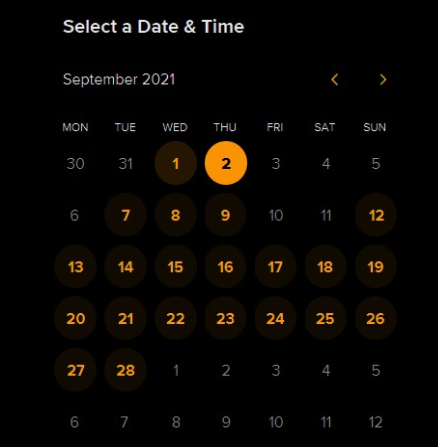 Select a Date & Time
September 2021
MON TUE WED THU FRI SAT SUN
30 31 1 2 3 4 5
6 7 8 9 10 11 12
13 14 15 16 17 18 19
20 21 22 23 24 25 26
27 28 1 2 3 4 5
6 7 8 9 10 11 12